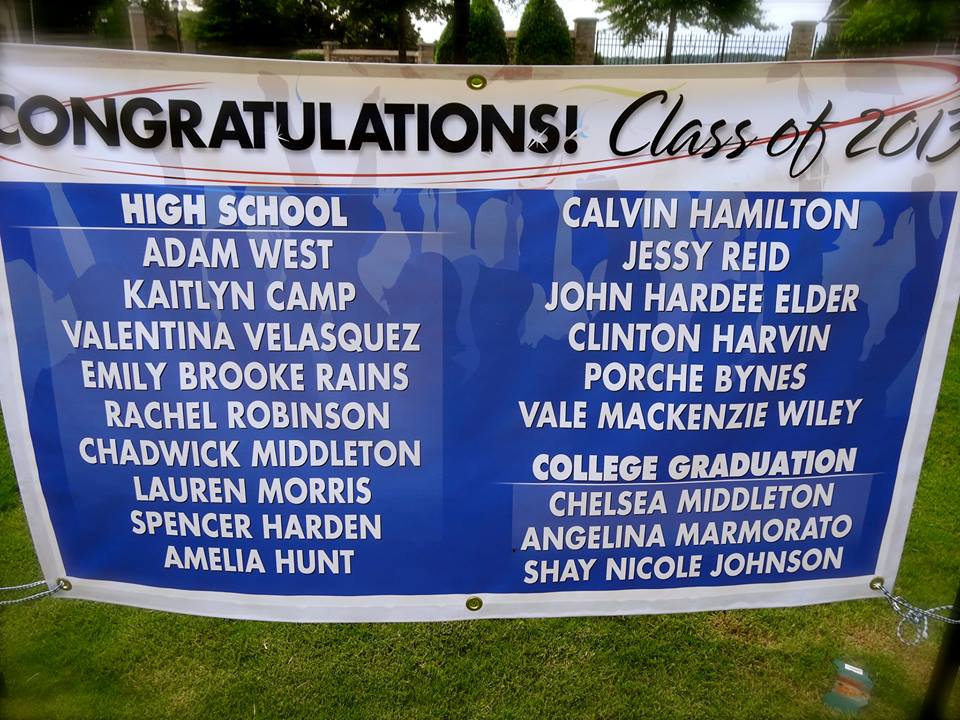 CONGRATULATIONS! Class of 2013
HIGH SCHOOL
ADAM WEST
KAITLYN CAMP
VALENTINA VELASQUEZ
EMILY BROOKE RAINS
RACHEL ROBINSON
CHADWICK MIDDLETON
LAUREN MORRIS
SPENCER HARDEN
AMELIA HUNT
CALVIN HAMILTON
JESSY REID
JOHN HARDEE ELDER
CLINTON HARVIN
PORCHE BYNES
VALE MACKENZIE WILEY
COLLEGE GRADUATION
CHELSEA MIDDLETON
ANGELINA MARMORATO
SHAY NICOLE JOHNSON